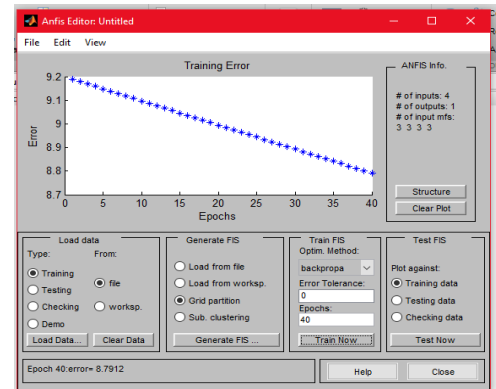 Anfis Editor: Untitled
File Edit View
Training Error
9.2
9.1
9
8.9
8.8
8.7
Error
0 5 10 15 20 25 30 35 40
Epochs
ANFIS Info.
# of inputs: 4
# of outputs: 1
# of input mfs:
3 3 3 3
Structure
Clear Plot
Load data
Type: From:
Training
Testing
Checking
Demo
file
worksp.
Load Data... Clear Data
Generate FIS
Load from file
Load from worksp.
Grid partition
Sub. clustering
Generate FIS ...
Train FIS
Optim. Method:
backpropa
Error Tolerance:
0
Epochs:
40
Train Now
Test FIS
Plot against:
Training data
Testing data
Checking data
Test Now
Epoch 40:error= 8.7912
Help Close